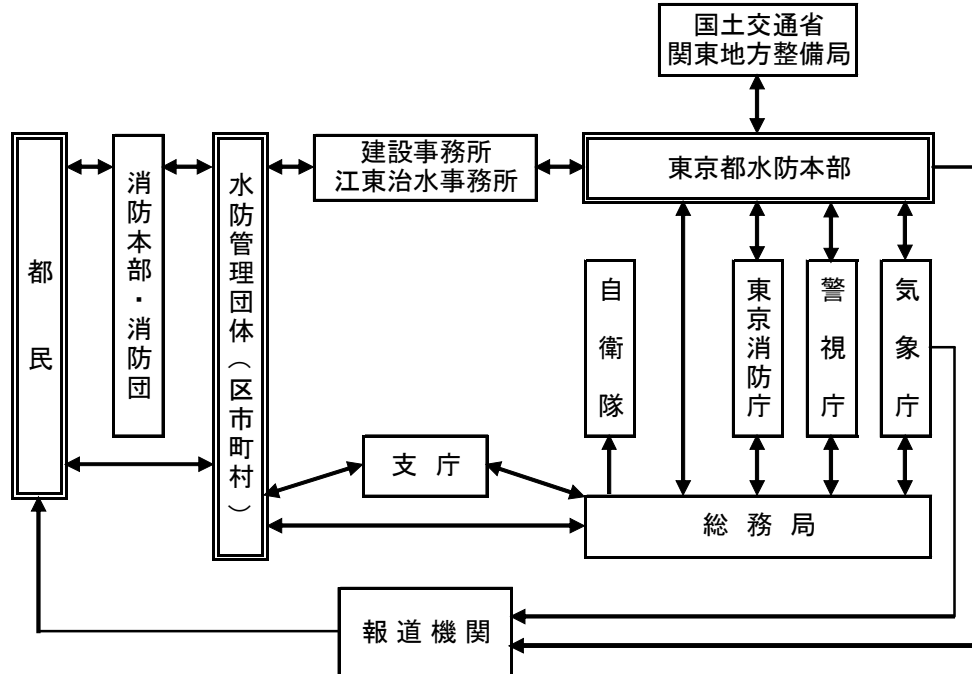 国土交通省
関東地方整備局
東京都水防本部
建設事務所
江東治水事務所
水防管理団体（区市町村）
消防本部・消防団
都民
自衛隊
東京消防庁
警視庁
気象庁
支庁
総務局
報道機関